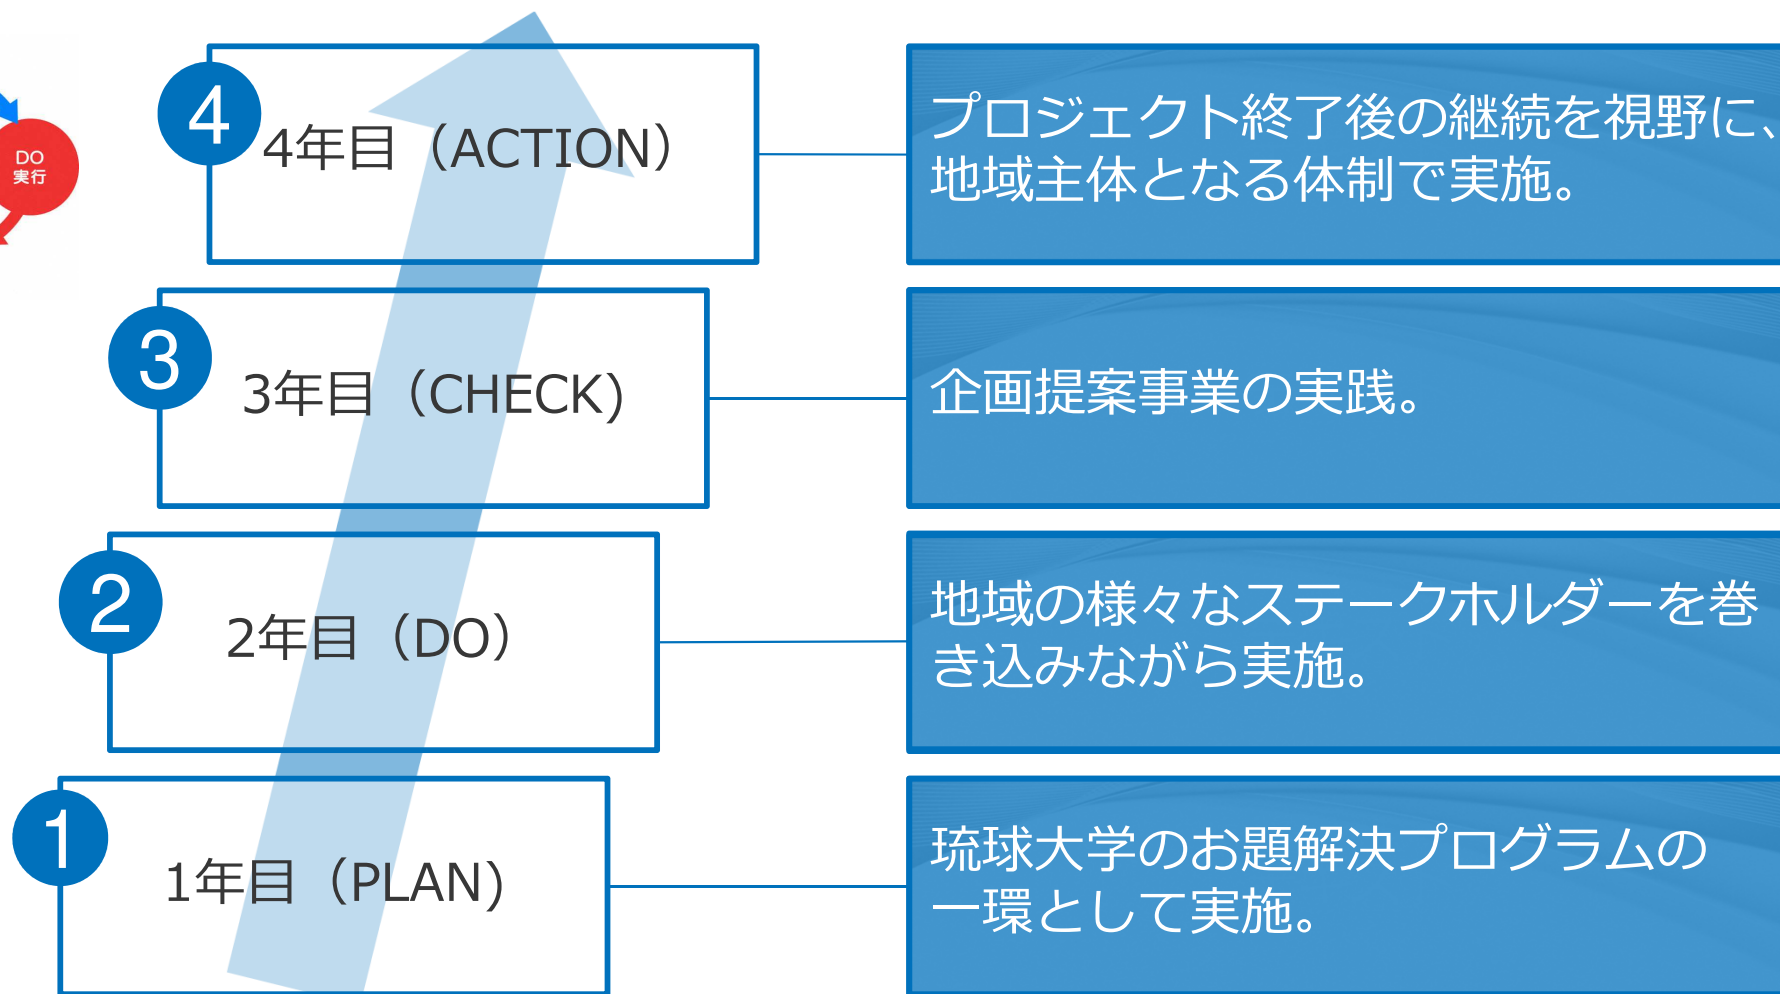 4
4年目（ACTION）
プロジェクト終了後の継続を視野に、
地域主体となる体制で実施。
DO
実行
3
3年目（CHECK)
企画提案事業の実践。
2
2年目（DO）
地域の様々なステークホルダーを巻
き込みながら実施。
1
1年目（PLAN)
琉球大学のお題解決プログラムの
一環として実施。